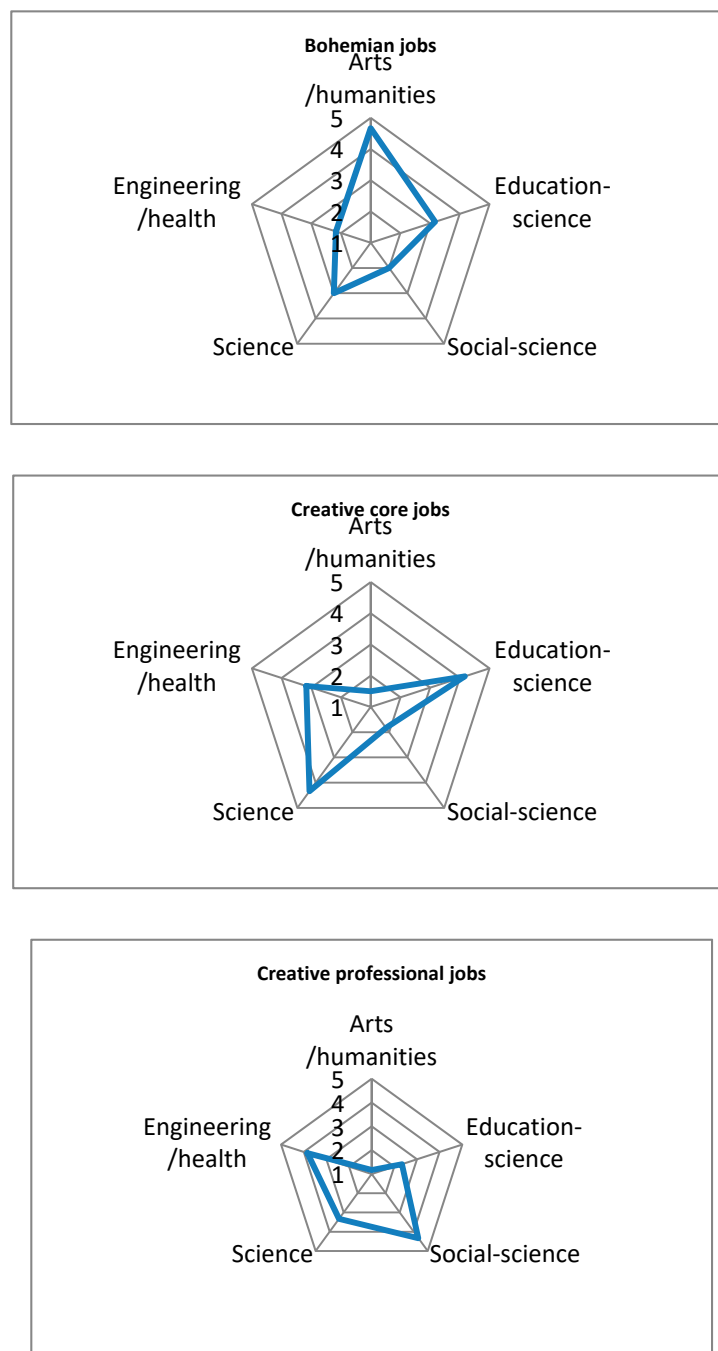 Bohemian jobs
Arts
/humanities
5
4
3
2
1
Engineering
/health
Education-
science
Science
Social-science
Creative core jobs
Arts
/humanities
5
4
3
2
1
Engineering
/health
Education-
science
Science
Social-science
Creative professional jobs
Arts
/humanities
5
4
3
2
1
Engineering
/health
Education-
science
Science
Social-science